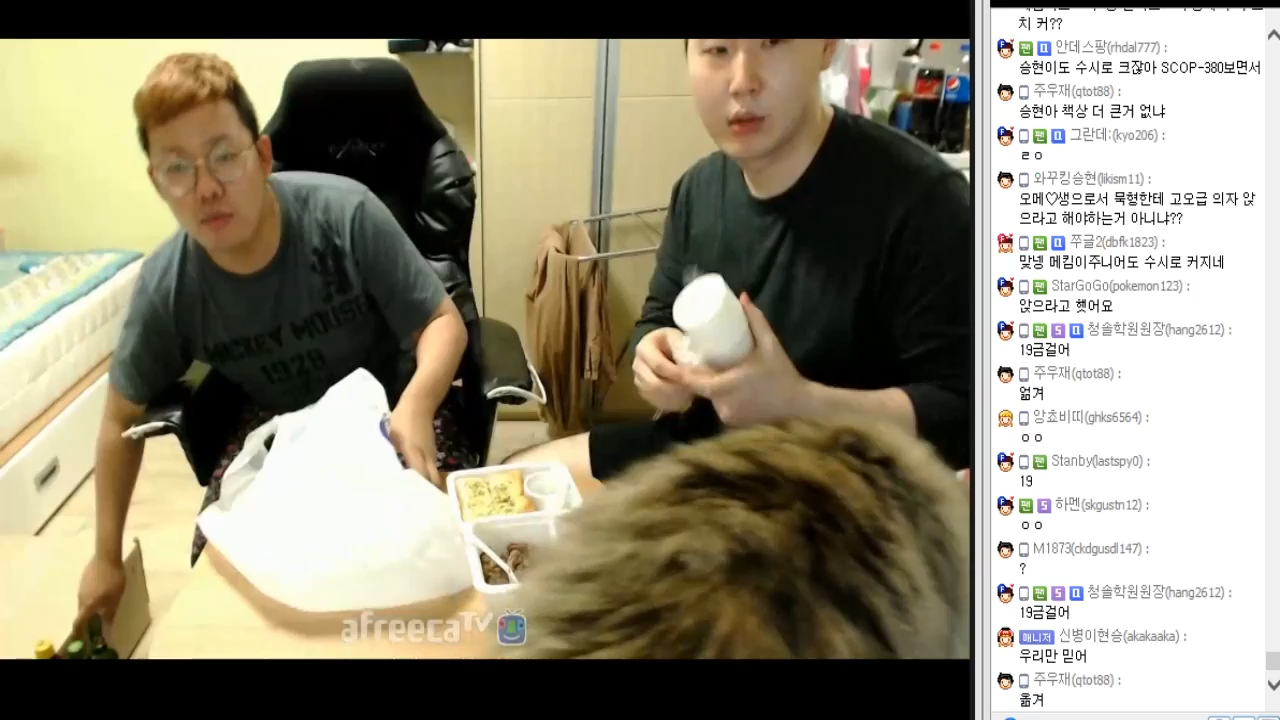 MICKEY MOUSE
1928
afreecaTV
치 커??
안데스팡(rhdal777) :
승현이도 수시로 크잖아 SCOP-380보면서
주우재(qtot88) :
승현아 책상 더 큰거 없냐
그란데:(kyo206) :
ㄹㅇ
와꾸킹승현(likism11) :
오메♡생으로서 묵형한테 고오급 의자 앉
으라고 해야하는거 아니냐??
쭈글2(dbfk1823) :
맞넹 메킴이주니어도 수시로 커지네
StarGoGo(pokemon123) :
앉으라고 햇어요
청솔학원원장(hang2612) :
19금걸어
주우재(qtot88) :
욺겨
앙쵸비띠(ghks6564) :
ㅇㅇ
Stanby(lastspy0) :
19
하멘(skgustn12) :
ㅇㅇ
M1873(ckdgusdl147) :
?
청솔학원원장(hang2612) :
19금걸어
매니저 신병이현승(akakaaka) :
우리만 믿어
주우재(qtot88) :
옯겨